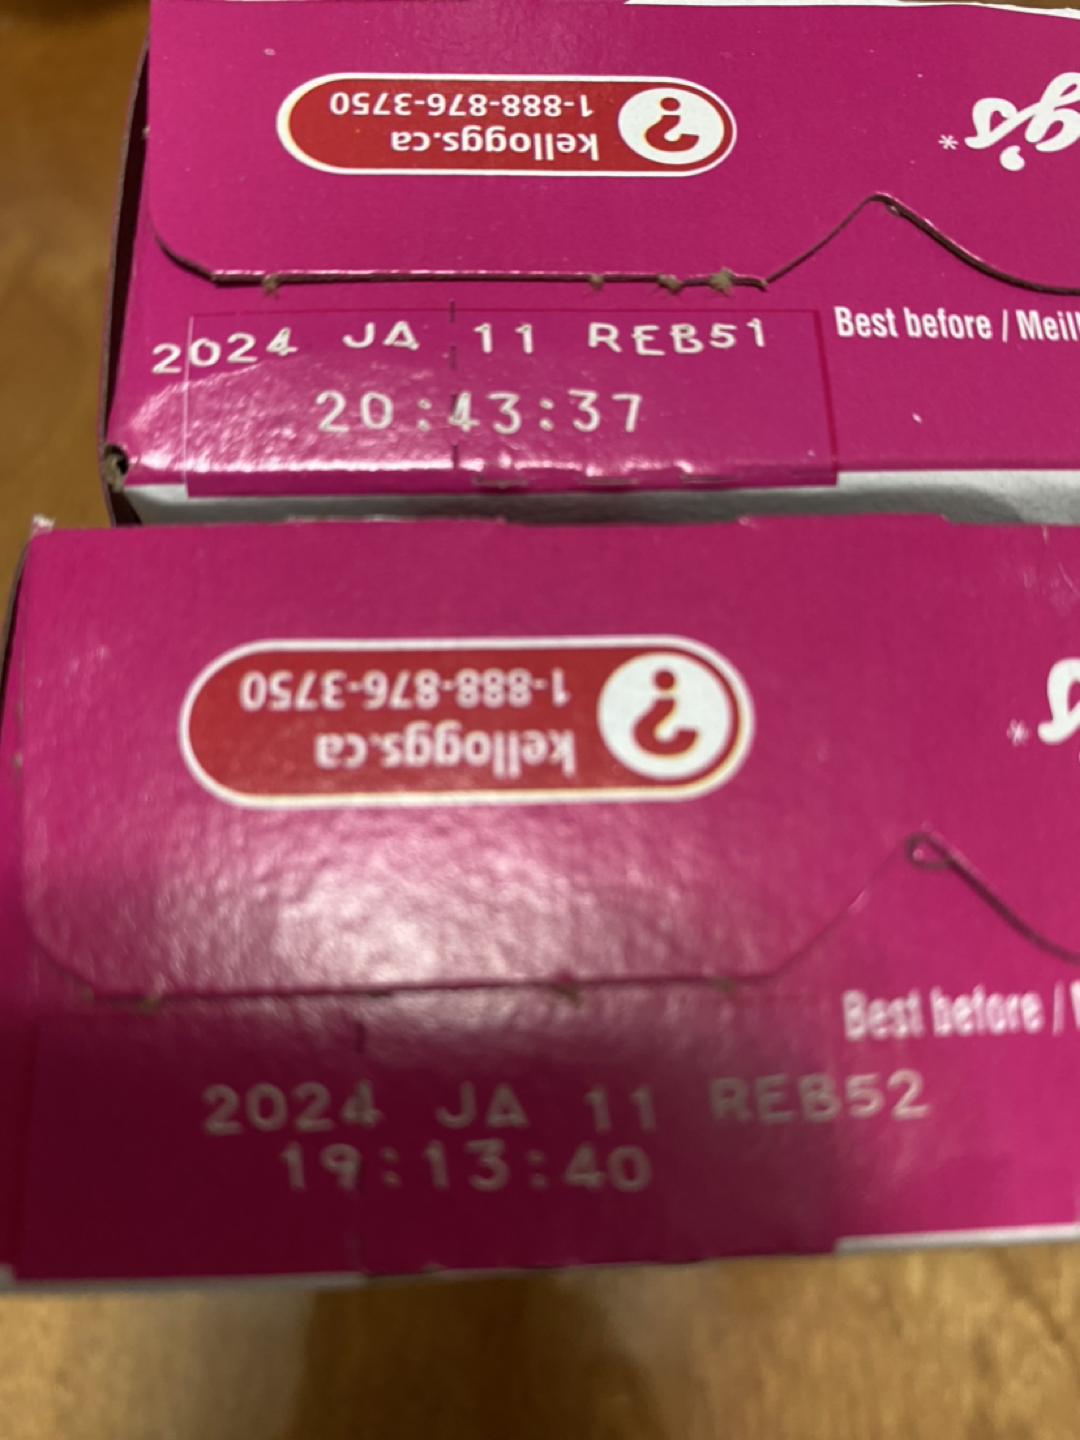 1-888-876-3750
kelloggs.ca
g's*
Best before / Meill
2024 JA 11 REB51
20:43:37
1-888-876-3750
kelloggs.ca
*
Best before /
2024 JA 11 REB52
19:13:40